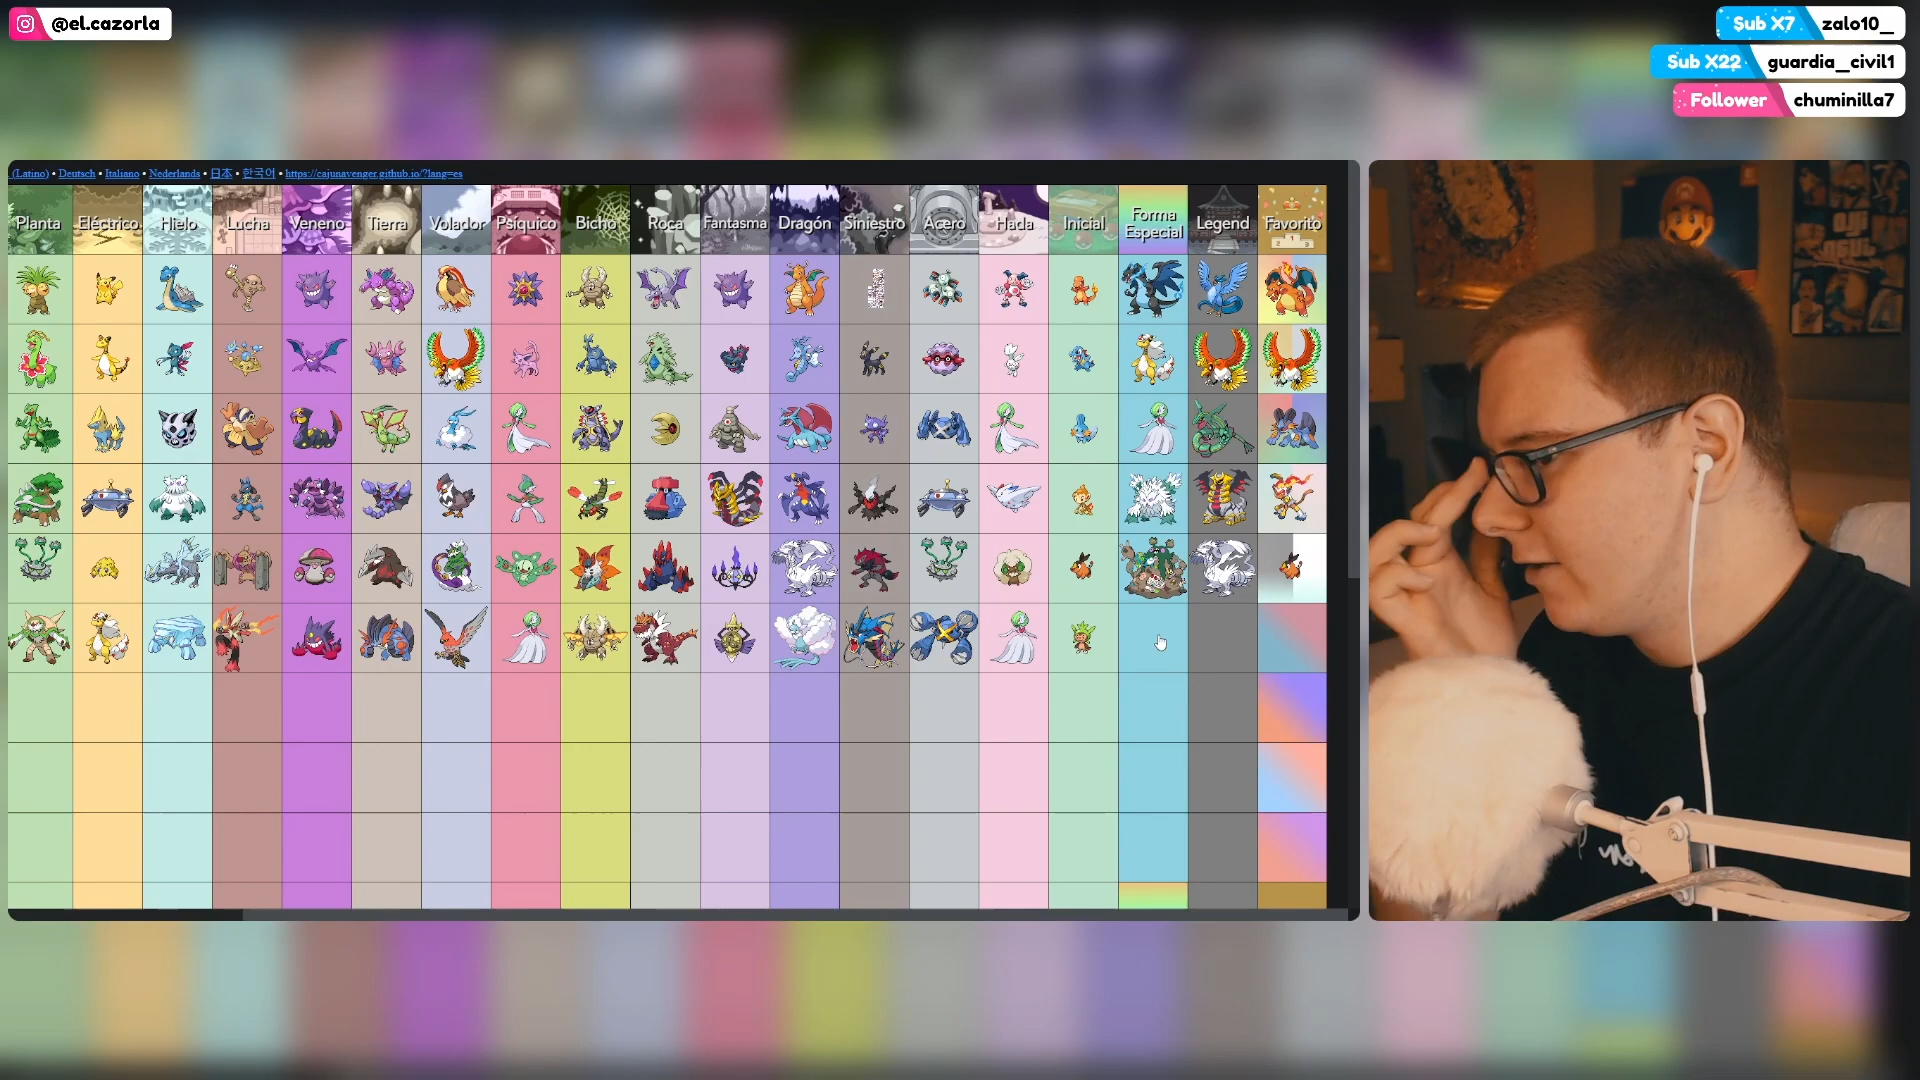 @el.cazorla
Sub X7 zalo10_
Sub X22 guardia_civil1
Follower chuminilla7
(Latino) • Deutsch • Italiano • Nederlands • 日本 • 한국어 • https://cajunavenger.github.io/?lang=es
Planta Eléctrico Hielo Lucha Veneno Tierra Volador Psíquico Bicho Roca Fantasma Dragón Siniestro Acero Hada Inicial Forma Especial Legend Favorito